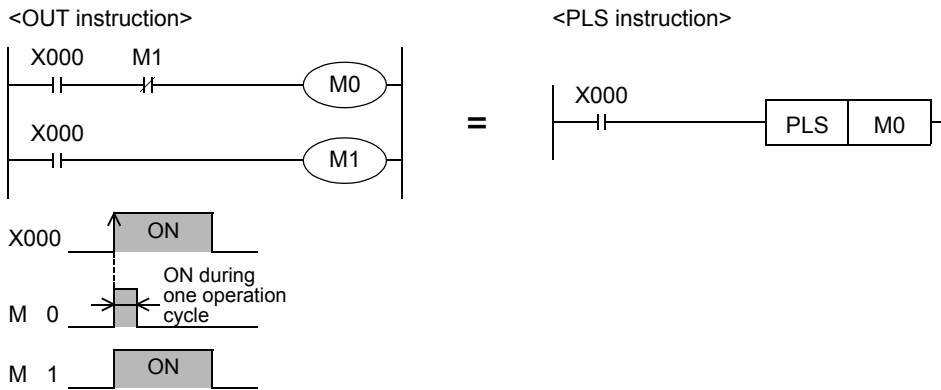 <OUT instruction>
X000 M1
M0
X000
M1
=
<PLS instruction>
X000
PLS M0
X000 ON
ON during
one operation
cycle
M 0
M 1 ON